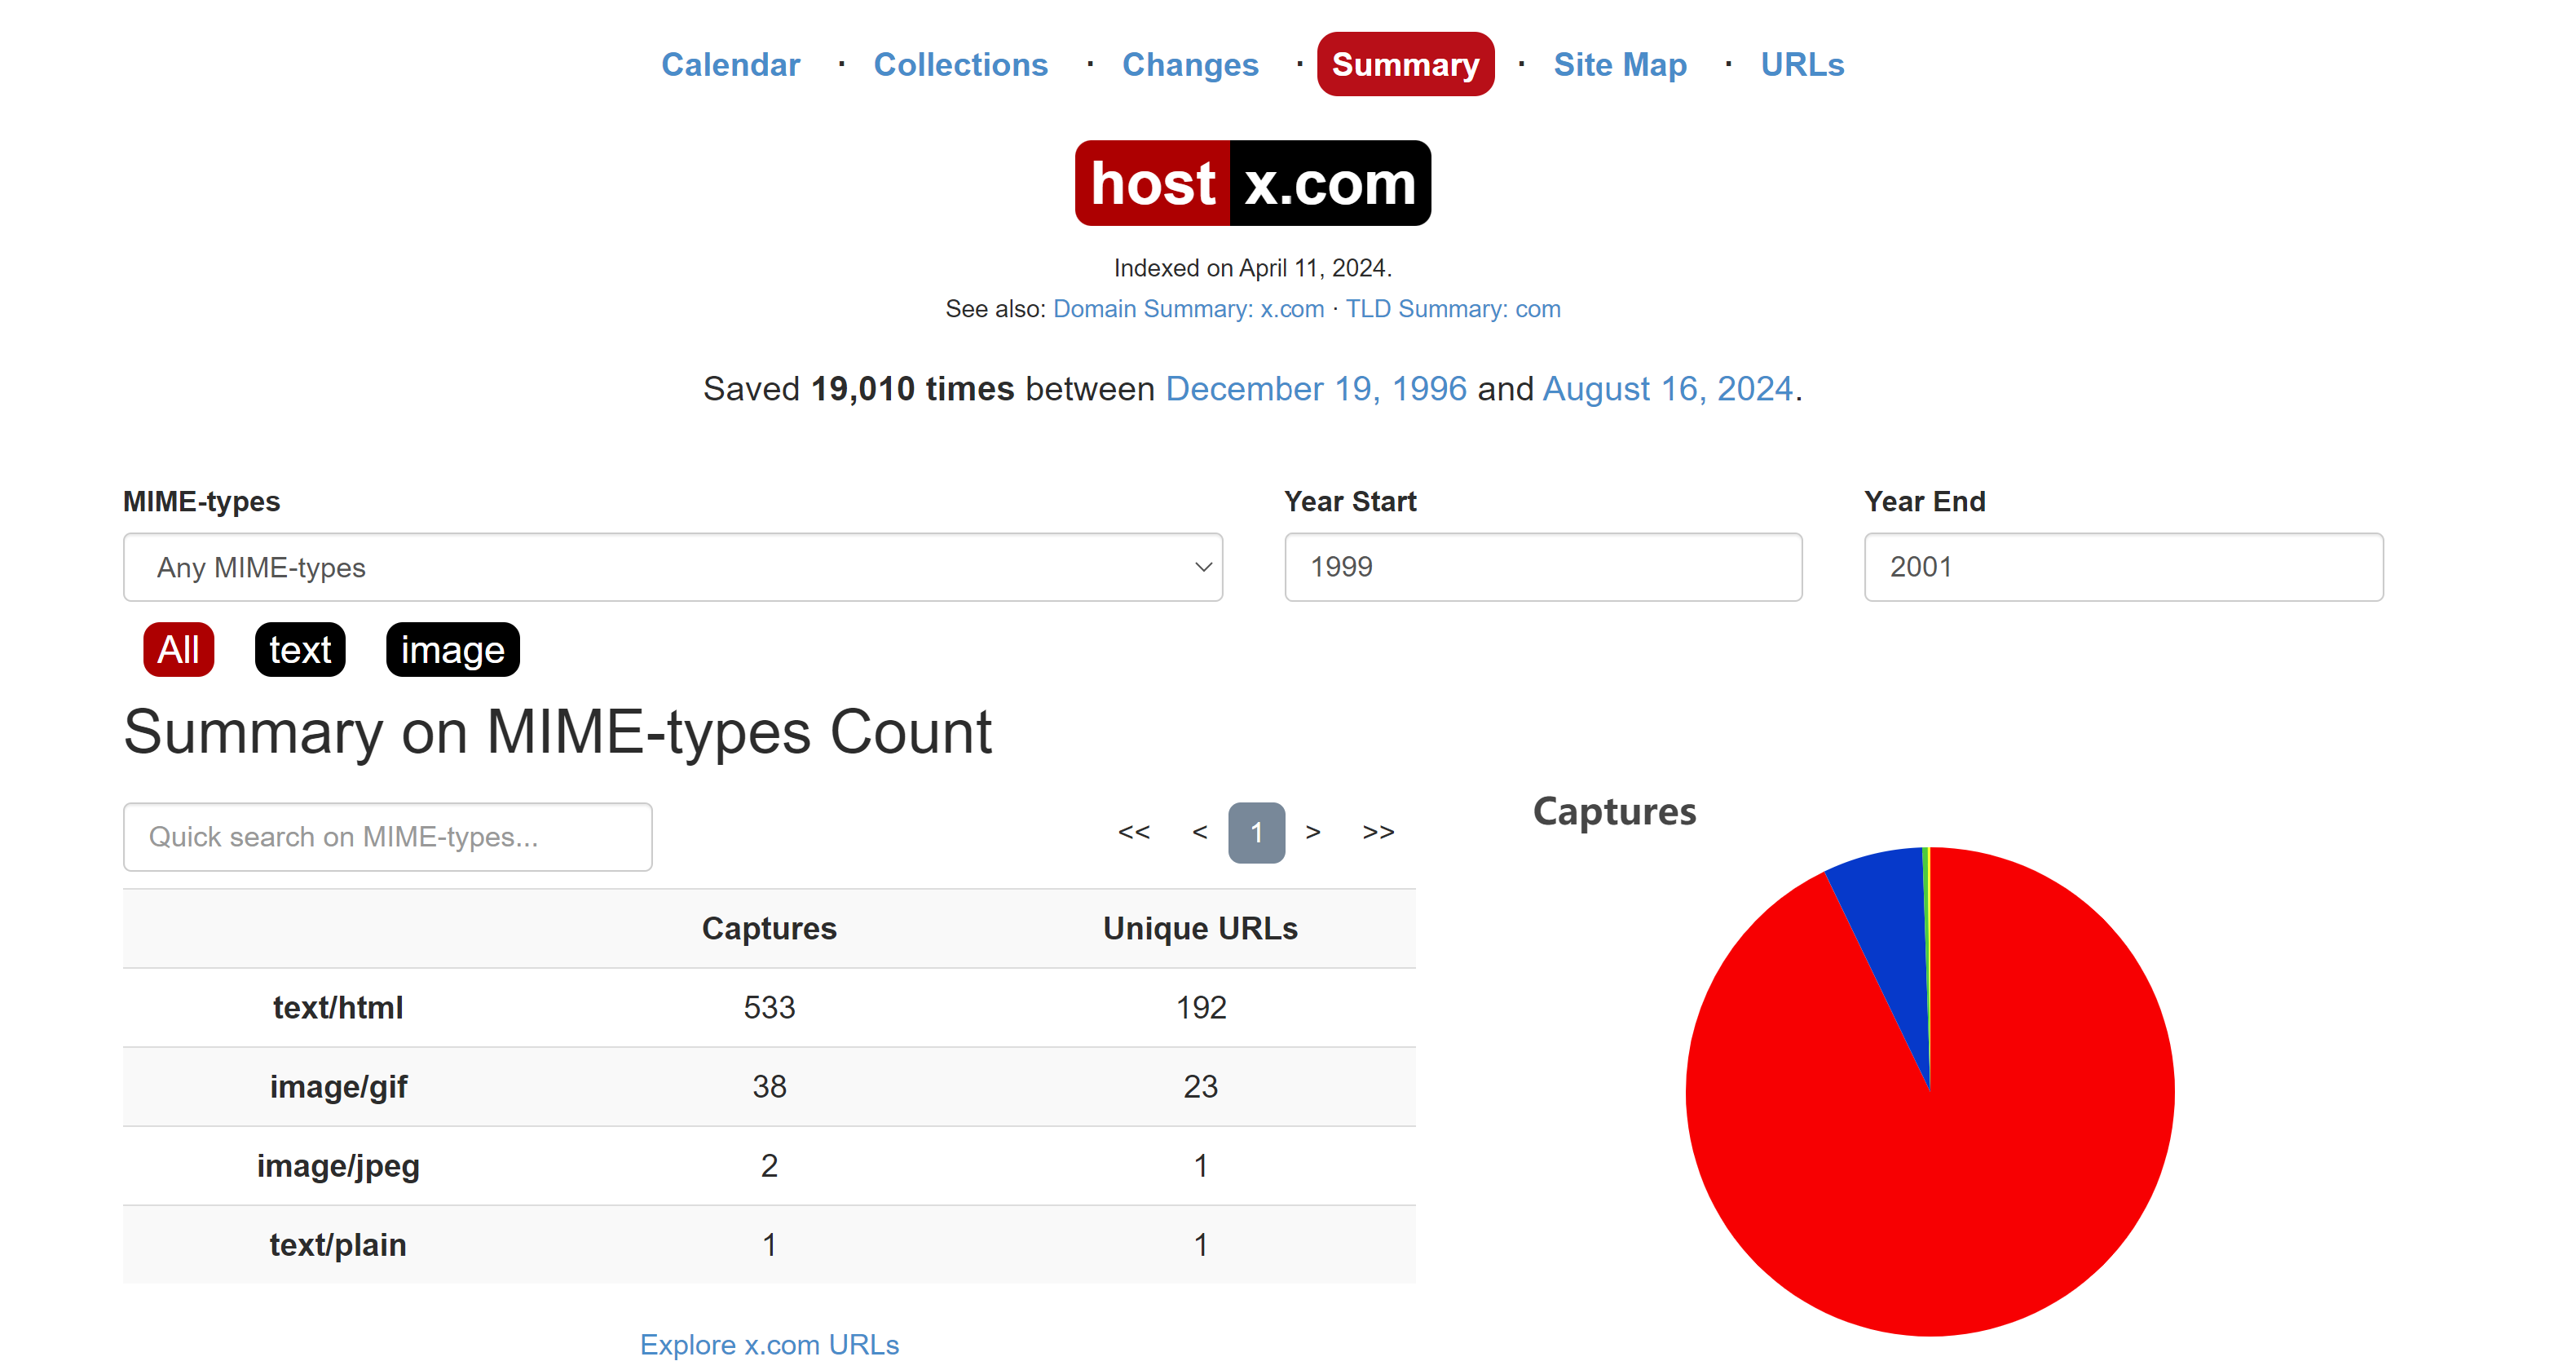 Calendar · Collections · Changes · Summary · Site Map · URLs
host x.com
Indexed on April 11, 2024.
See also: Domain Summary: x.com · TLD Summary: com
Saved 19,010 times between December 19, 1996 and August 16, 2024.
MIME-types Year Start Year End
Any MIME-types 1999 2001
All text image
Summary on MIME-types Count
Quick search on MIME-types... << < 1 > >>
Captures
Captures Unique URLs
text/html 533 192
image/gif 38 23
image/jpeg 2 1
text/plain 1 1
Explore x.com URLs